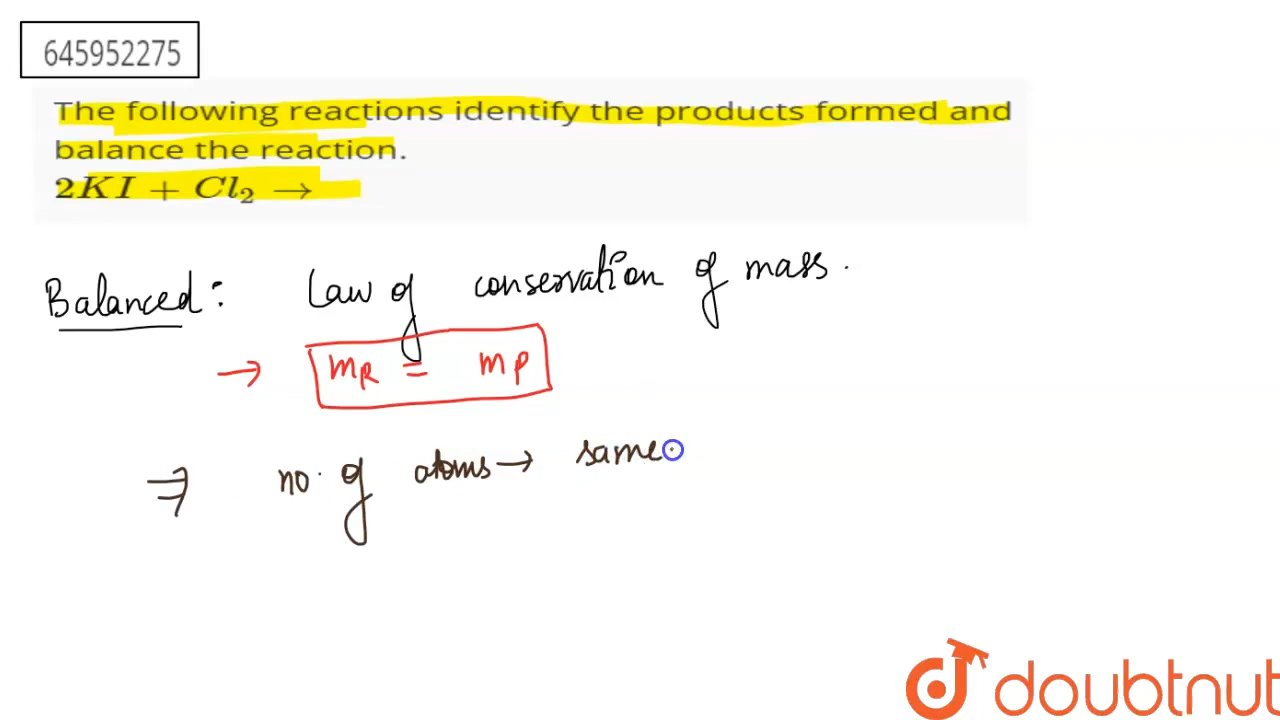 645952275
The following reactions identify the products formed and
balance the reaction.
2KI + Cl₂ →
Balanced: Law of conservation of mass.
→ mR = mP
⇒ no. of atoms → same
doubtnut